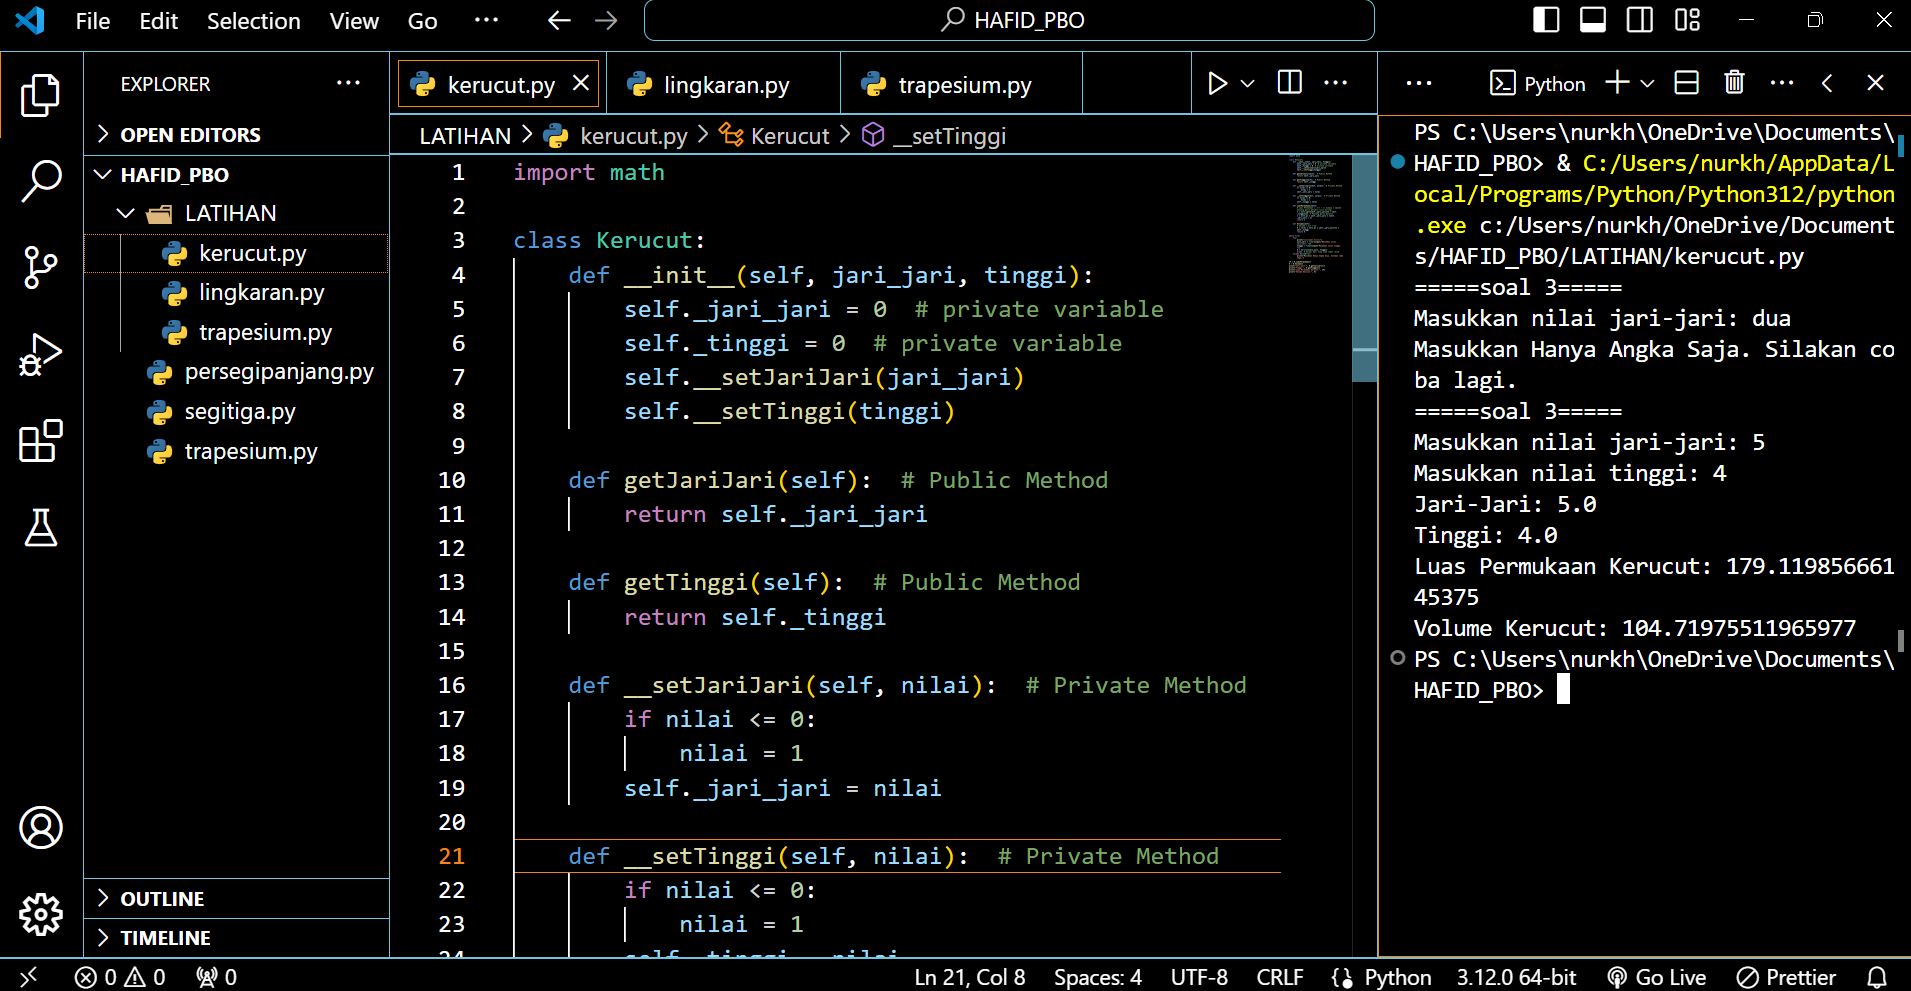 File Edit Selection View Go ··· HAFID_PBO
EXPLORER ···
OPEN EDITORS
HAFID_PBO
LATIHAN
kerucut.py
lingkaran.py
trapesium.py
persegipanjang.py
segitiga.py
trapesium.py
OUTLINE
TIMELINE
kerucut.py lingkaran.py trapesium.py
LATIHAN > kerucut.py > Kerucut > __setTinggi
1 import math
2
3 class Kerucut:
4 def __init__(self, jari_jari, tinggi):
5 self._jari_jari = 0  # private variable
6 self._tinggi = 0  # private variable
7 self.__setJariJari(jari_jari)
8 self.__setTinggi(tinggi)
9
10 def getJariJari(self):  # Public Method
11 return self._jari_jari
12
13 def getTinggi(self):  # Public Method
14 return self._tinggi
15
16 def __setJariJari(self, nilai):  # Private Method
17 if nilai <= 0:
18 nilai = 1
19 self._jari_jari = nilai
20
21 def __setTinggi(self, nilai):  # Private Method
22 if nilai <= 0:
23 nilai = 1
24 self._tinggi = nilai
Python
PS C:\Users\nurkh\OneDrive\Documents\
HAFID_PBO> & C:/Users/nurkh/AppData/L
ocal/Programs/Python/Python312/python
.exe c:/Users/nurkh/OneDrive/Document
s/HAFID_PBO/LATIHAN/kerucut.py
=====soal 3=====
Masukkan nilai jari-jari: dua
Masukkan Hanya Angka Saja. Silakan co
ba lagi.
=====soal 3=====
Masukkan nilai jari-jari: 5
Masukkan nilai tinggi: 4
Jari-Jari: 5.0
Tinggi: 4.0
Luas Permukaan Kerucut: 179.119856661
45375
Volume Kerucut: 104.71975511965977
PS C:\Users\nurkh\OneDrive\Documents\
HAFID_PBO>
0 0 0 Ln 21, Col 8 Spaces: 4 UTF-8 CRLF Python 3.12.0 64-bit Go Live Prettier